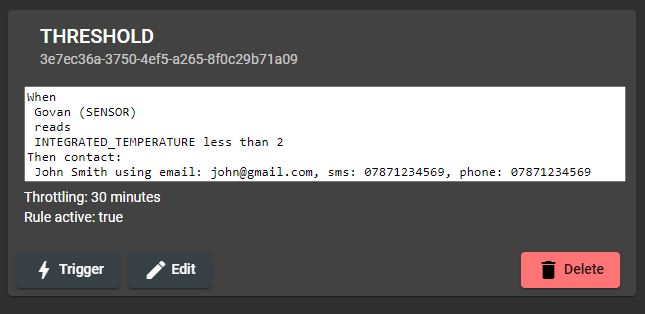 THRESHOLD
3e7ec36a-3750-4ef5-a265-8f0c29b71a09
When
Govan (SENSOR)
reads
INTEGRATED_TEMPERATURE less than 2
Then contact:
John Smith using email: john@gmail.com, sms: 07871234569, phone: 07871234569
Throttling: 30 minutes
Rule active: true
Trigger Edit Delete